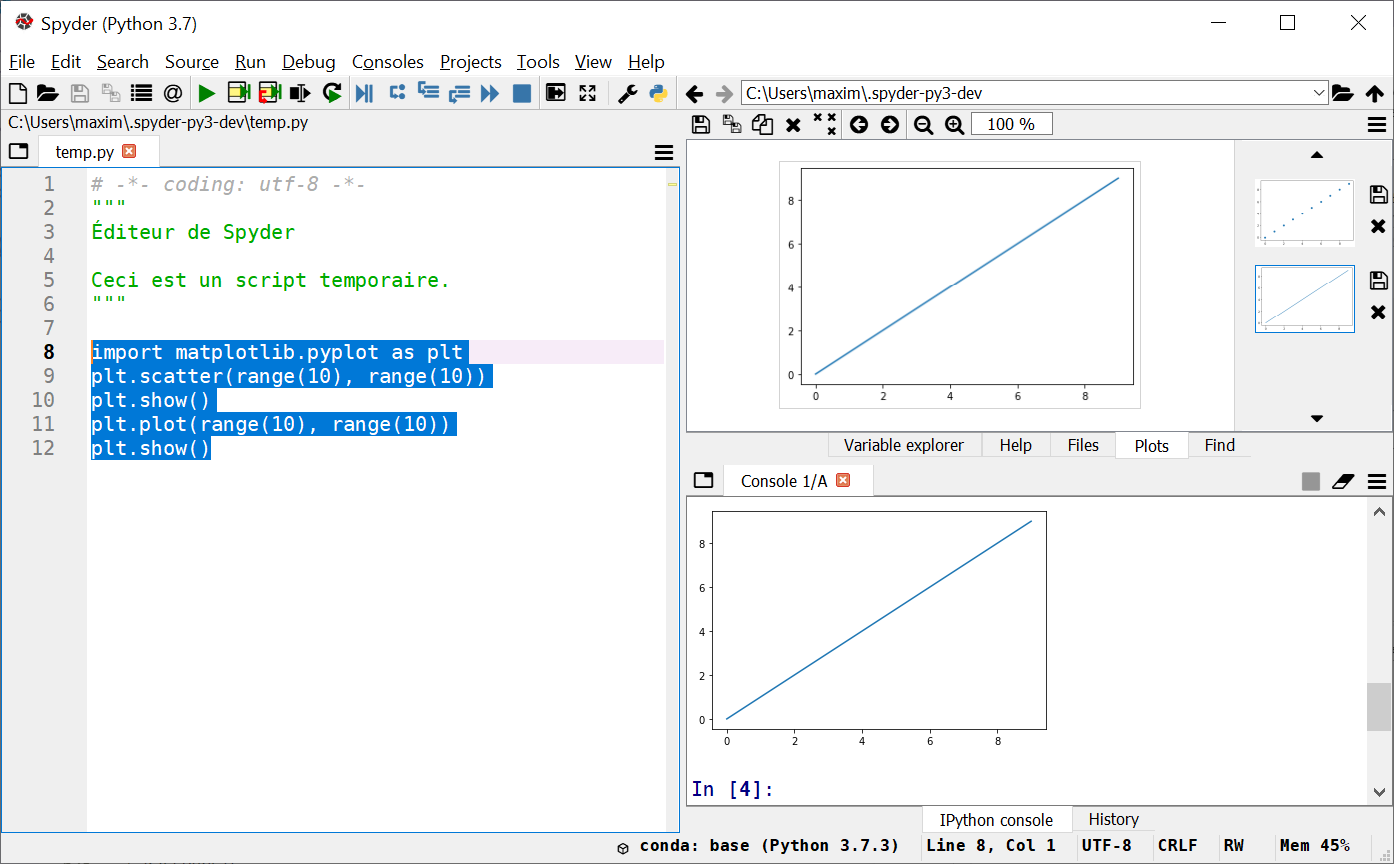 Spyder (Python 3.7)
File Edit Search Source Run Debug Consoles Projects Tools View Help
C:\Users\maxim\.spyder-py3-dev
C:\Users\maxim\.spyder-py3-dev\temp.py
temp.py
1 # -*- coding: utf-8 -*-
2 """
3 Éditeur de Spyder
4
5 Ceci est un script temporaire.
6 """
7
8 import matplotlib.pyplot as plt
9 plt.scatter(range(10), range(10))
10 plt.show()
11 plt.plot(range(10), range(10))
12 plt.show()
100 %
8
6
4
2
0
0 2 4 6 8
Variable explorer Help Files Plots Find
Console 1/A
8
6
4
2
0
0 2 4 6 8
In [4]:
IPython console History
conda: base (Python 3.7.3) Line 8, Col 1 UTF-8 CRLF RW Mem 45%